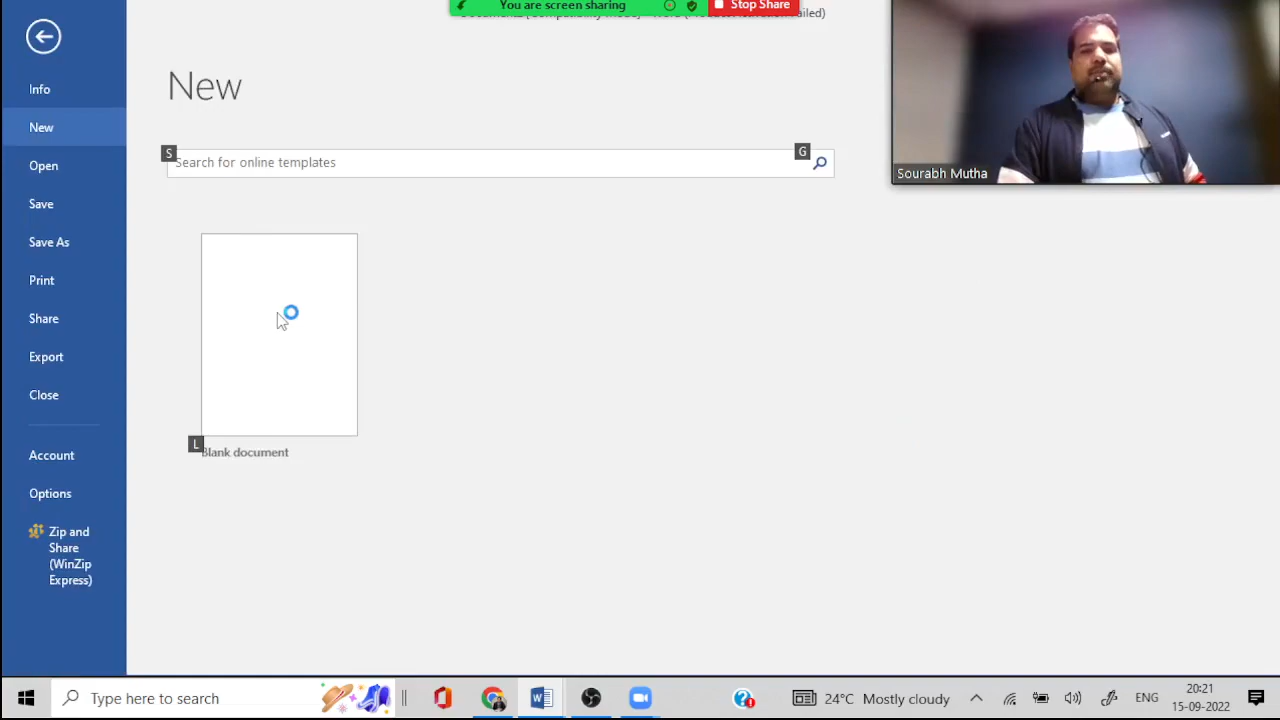 You are screen sharing
Stop Share
Info
New
Open
Save
Save As
Print
Share
Export
Close
Account
Options
Zip and
Share
(WinZip
Express)
New
S
Search for online templates
G
L
Blank document
Sourabh Mutha
Type here to search
24°C Mostly cloudy
ENG
20:21
15-09-2022